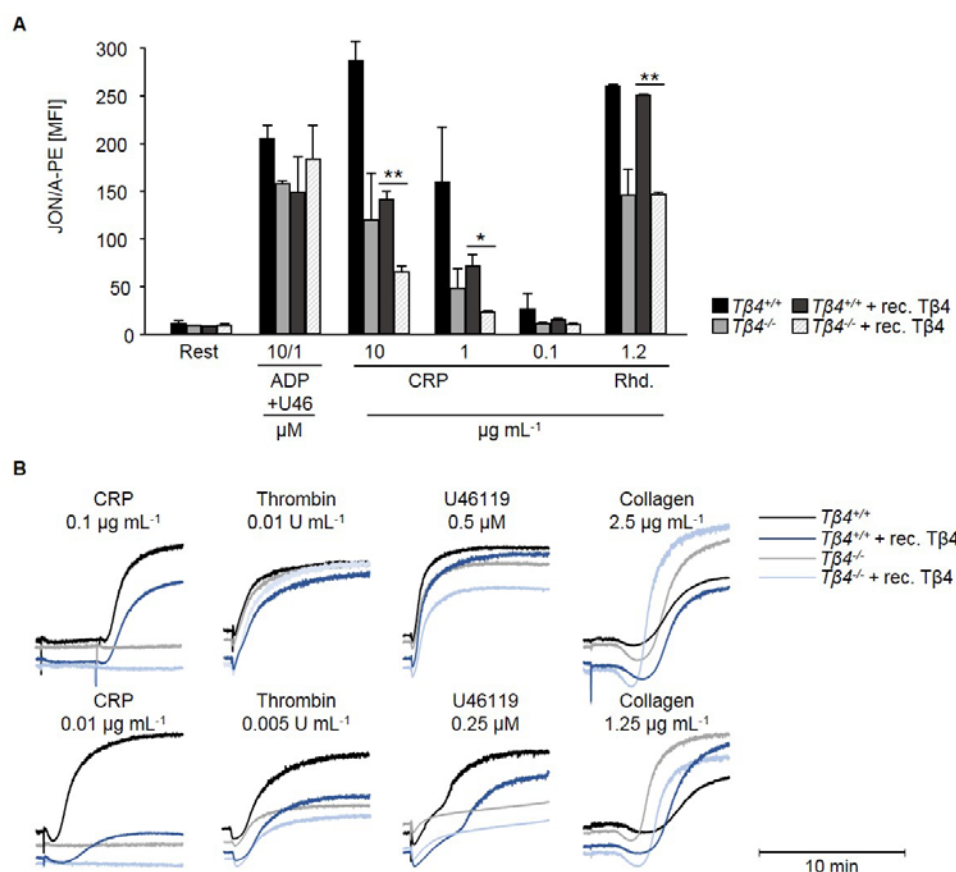 A
300
250
200
150
100
50
0
JON/A-PE [MFI]
**
*
**
Rest
10/1
10
1
0.1
1.2
ADP
+U46
CRP
Rhd.
µM
µg mL⁻¹
Tβ4⁺/⁺ Tβ4⁺/⁺ + rec. Tβ4
Tβ4⁻/⁻ Tβ4⁻/⁻ + rec. Tβ4
B
CRP
0.1 µg mL⁻¹
Thrombin
0.01 U mL⁻¹
U46119
0.5 µM
Collagen
2.5 µg mL⁻¹
Tβ4⁺/⁺
Tβ4⁺/⁺ + rec. Tβ4
Tβ4⁻/⁻
Tβ4⁻/⁻ + rec. Tβ4
CRP
0.01 µg mL⁻¹
Thrombin
0.005 U mL⁻¹
U46119
0.25 µM
Collagen
1.25 µg mL⁻¹
10 min